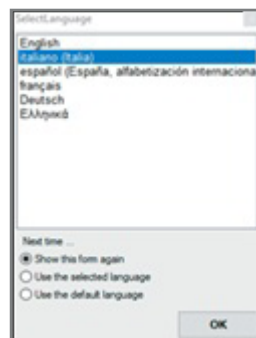 SelectLanguage
English
italiano (Italia)
español (España, alfabetización internaciona
français
Deutsch
Ελληνικά
Next time ...
Show this form again
Use the selected language
Use the default language
OK